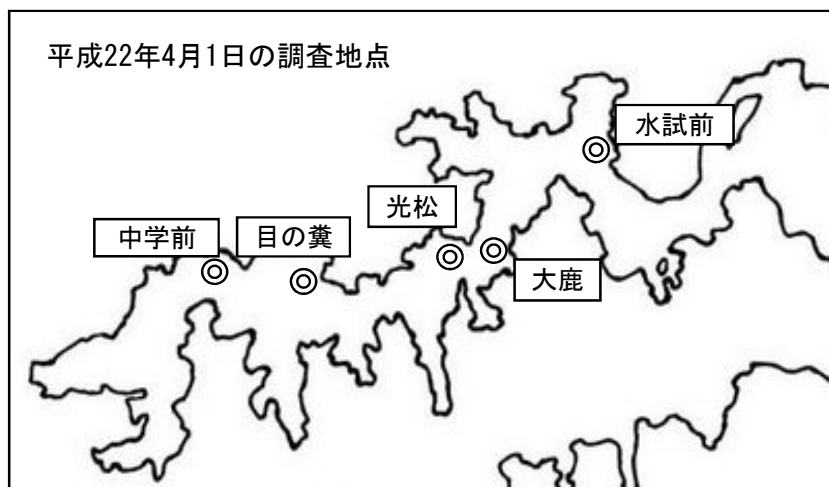 平成22年4月1日の調査地点
水試前
光松
中学前
目の糞
大鹿